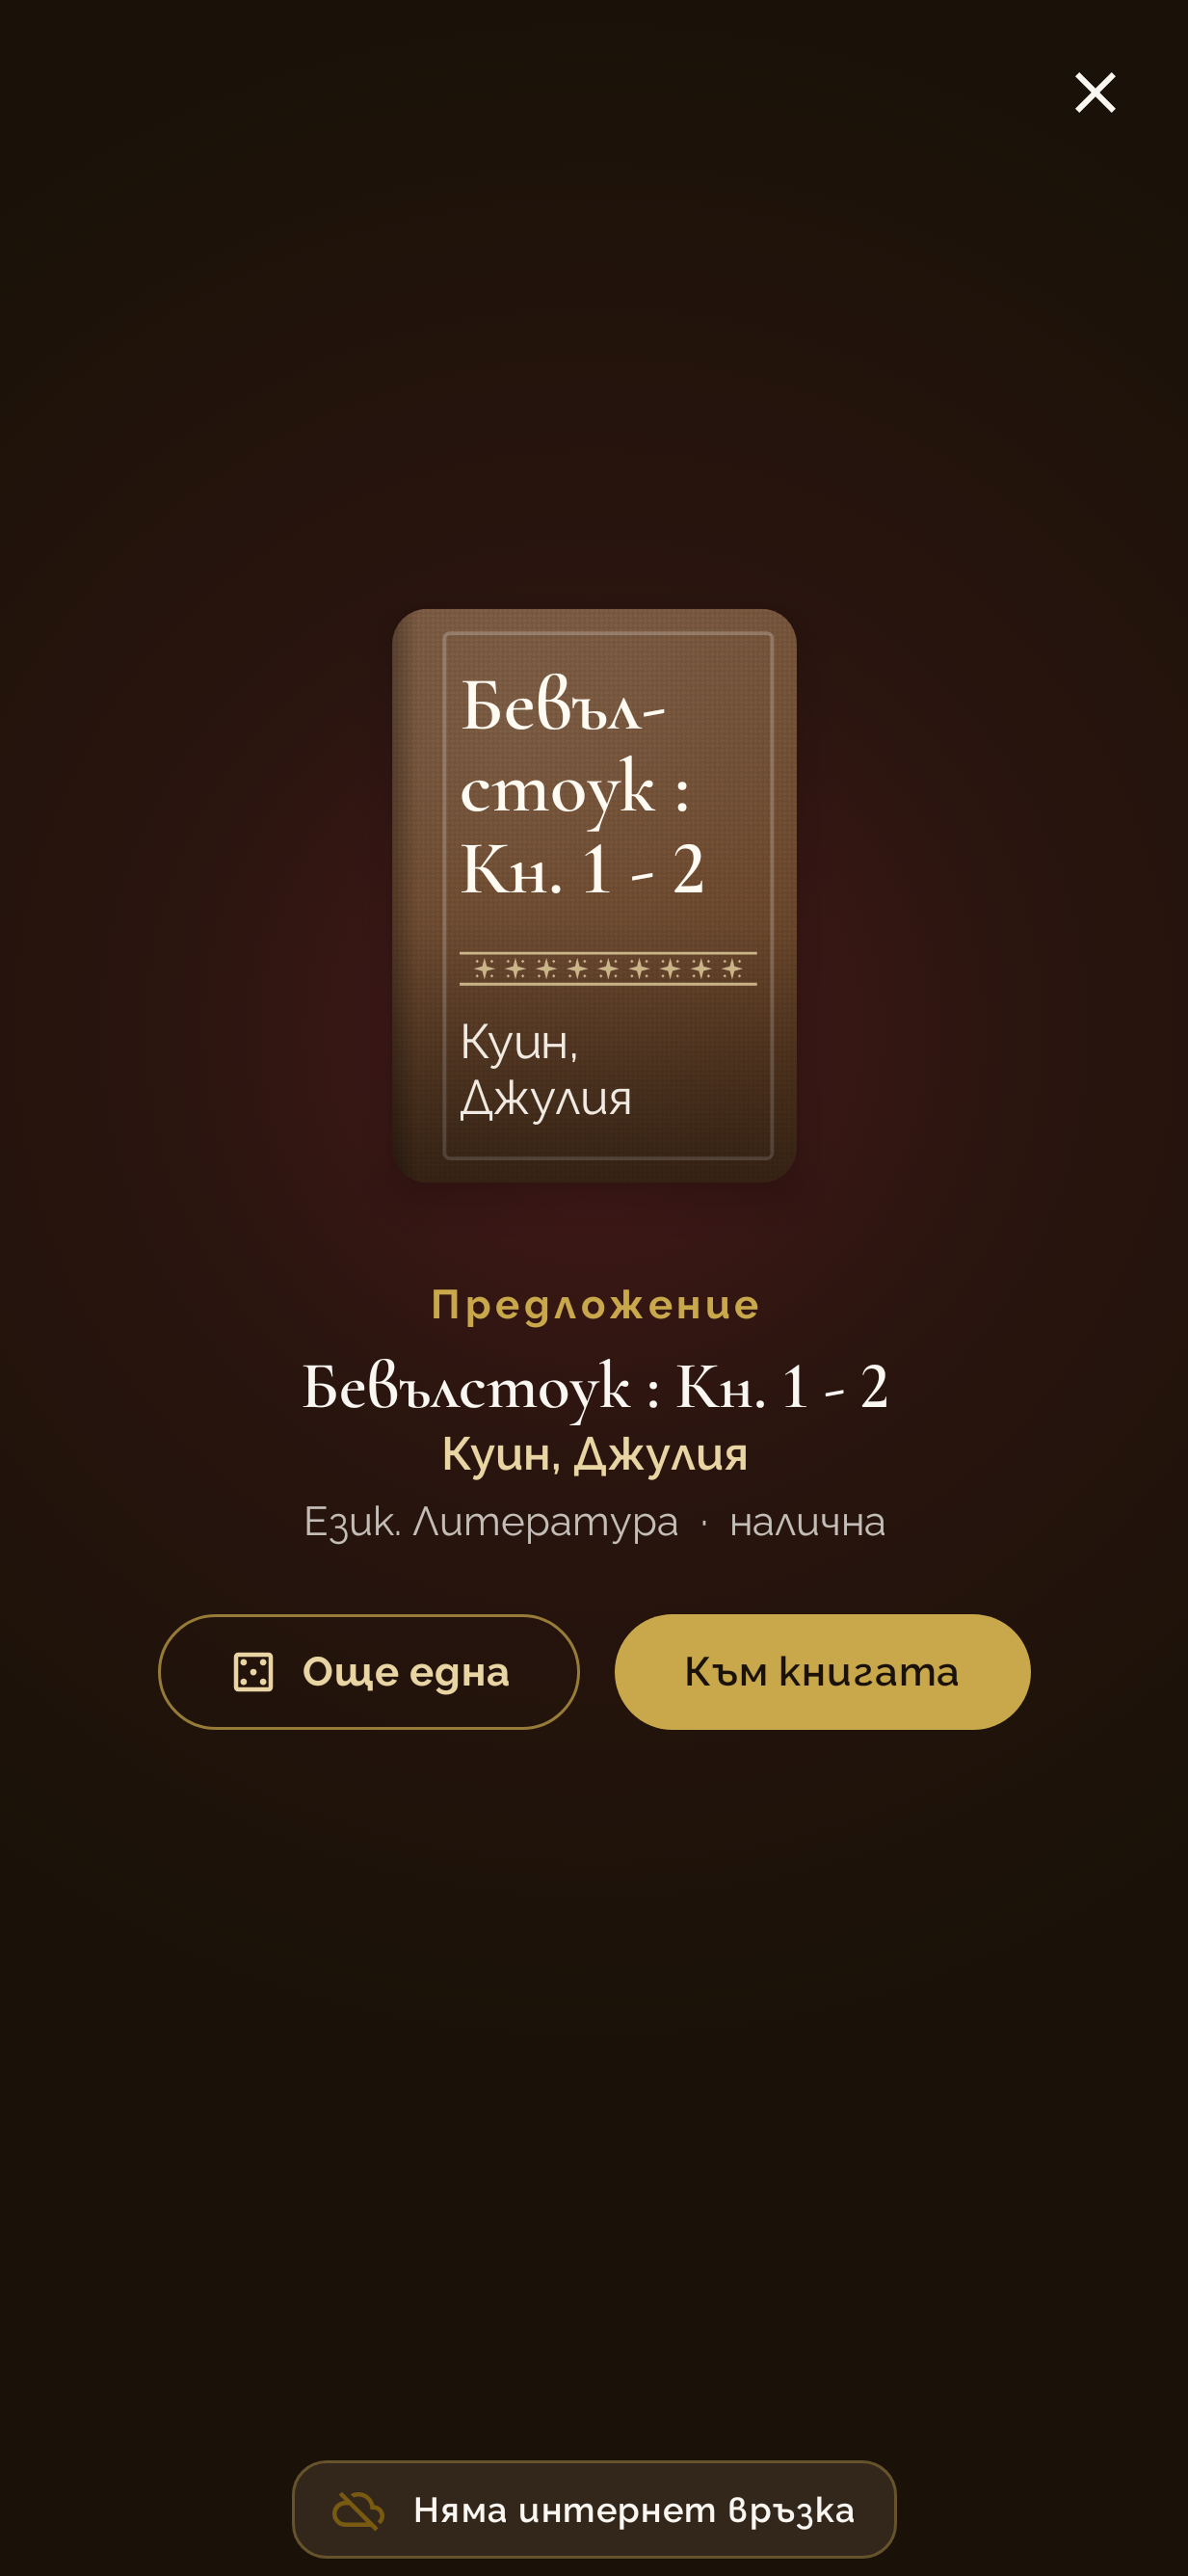 Бевъл-
стоук :
Кн. 1 - 2
Куин,
Джулия
Предложение
Бевълстоук : Кн. 1 - 2
Куин, Джулия
Език. Литература · налична
Още една
Към книгата
Няма интернет връзка